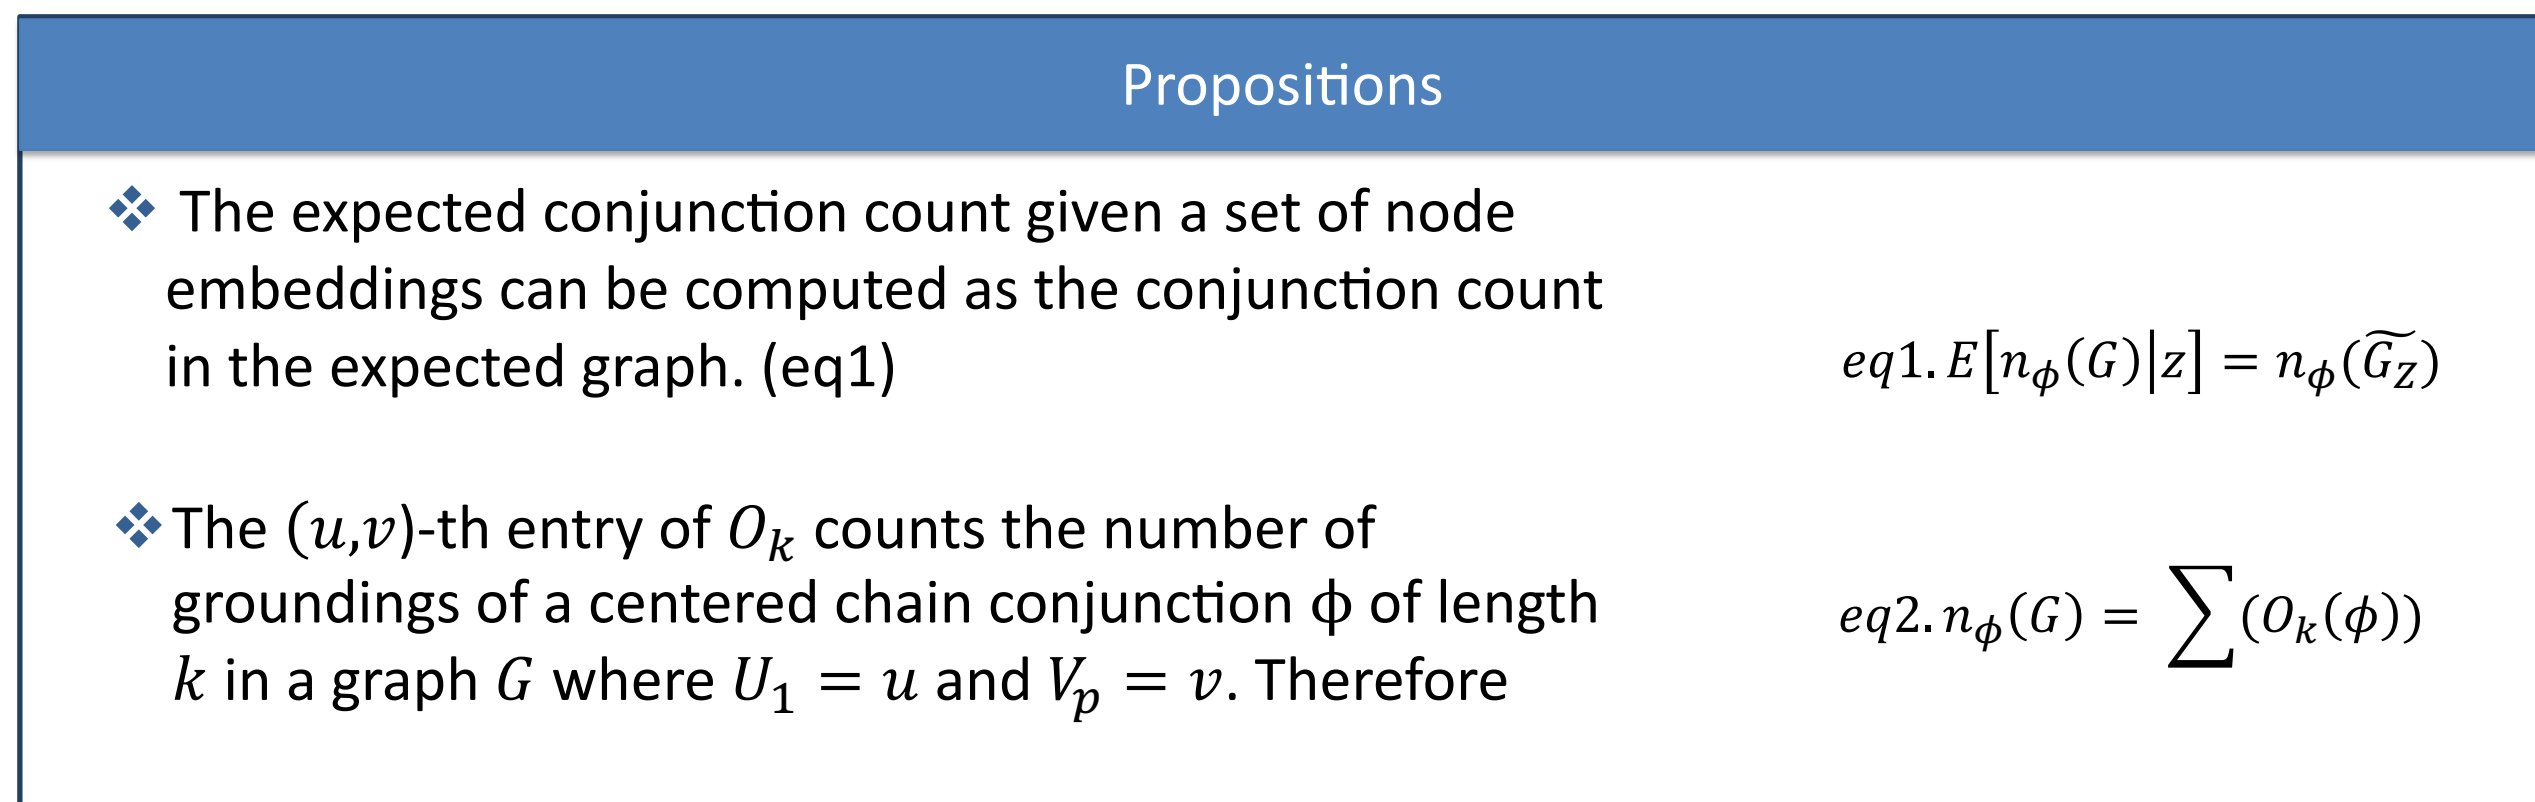 Propositions
❖ The expected conjunction count given a set of node
embeddings can be computed as the conjunction count
in the expected graph. (eq1)
eq1. E[n_ϕ(G)|z] = n_ϕ(G̃_Z)
❖ The (u,v)-th entry of O_k counts the number of
groundings of a centered chain conjunction ϕ of length
k in a graph G where U_1 = u and V_p = v. Therefore
eq2. n_ϕ(G) = ∑(O_k(ϕ))